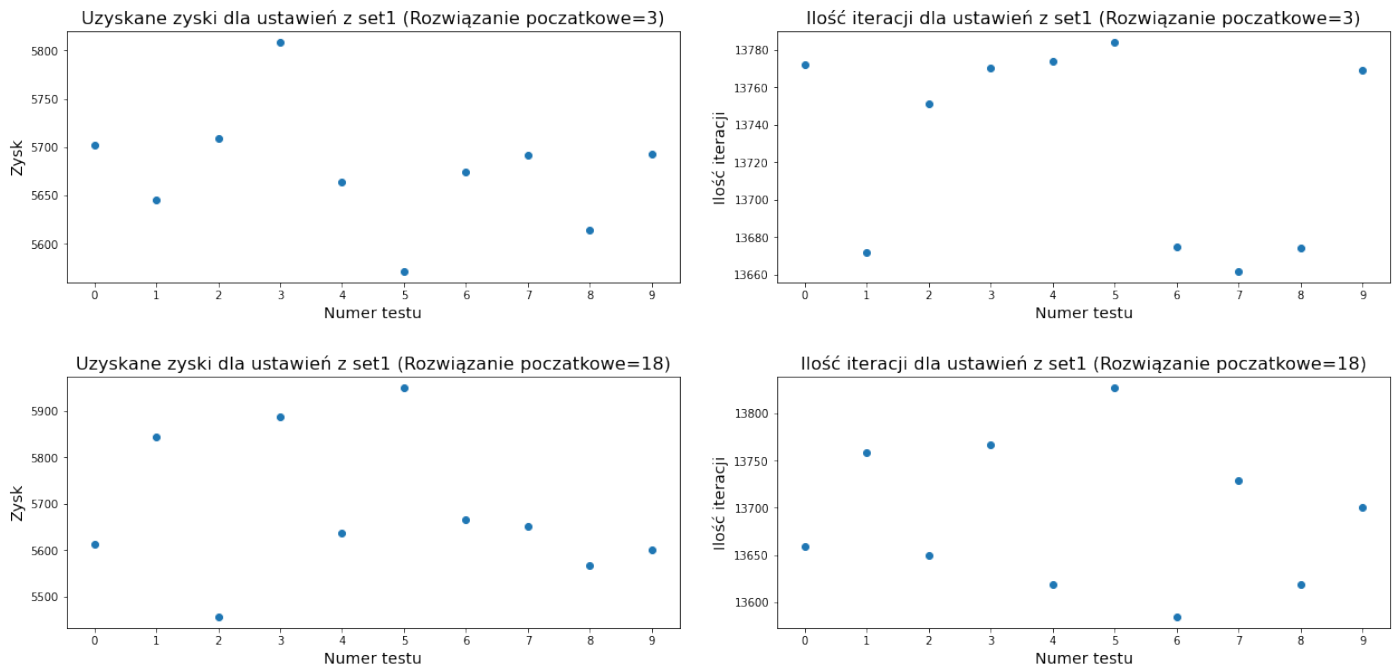 Uzyskane zyski dla ustawień z set1 (Rozwiązanie poczatkowe=3)
Zysk
5800
5750
5700
5650
5600
0 1 2 3 4 5 6 7 8 9
Numer testu
Ilość iteracji dla ustawień z set1 (Rozwiązanie poczatkowe=3)
Ilość iteracji
13780
13760
13740
13720
13700
13680
13660
0 1 2 3 4 5 6 7 8 9
Numer testu
Uzyskane zyski dla ustawień z set1 (Rozwiązanie poczatkowe=18)
Zysk
5900
5800
5700
5600
5500
0 1 2 3 4 5 6 7 8 9
Numer testu
Ilość iteracji dla ustawień z set1 (Rozwiązanie poczatkowe=18)
Ilość iteracji
13800
13750
13700
13650
13600
0 1 2 3 4 5 6 7 8 9
Numer testu